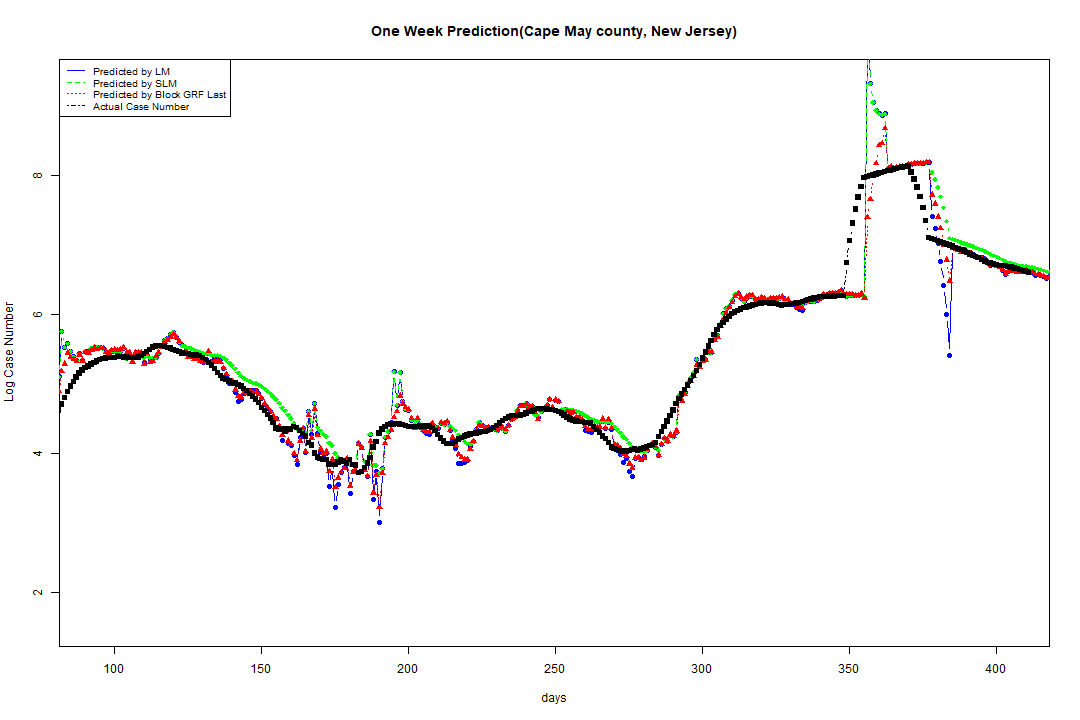 One Week Prediction(Cape May county, New Jersey)
Predicted by LM
Predicted by SLM
Predicted by Block GRF Last
Actual Case Number
8
6
4
2
Log Case Number
100 150 200 250 300 350 400
days